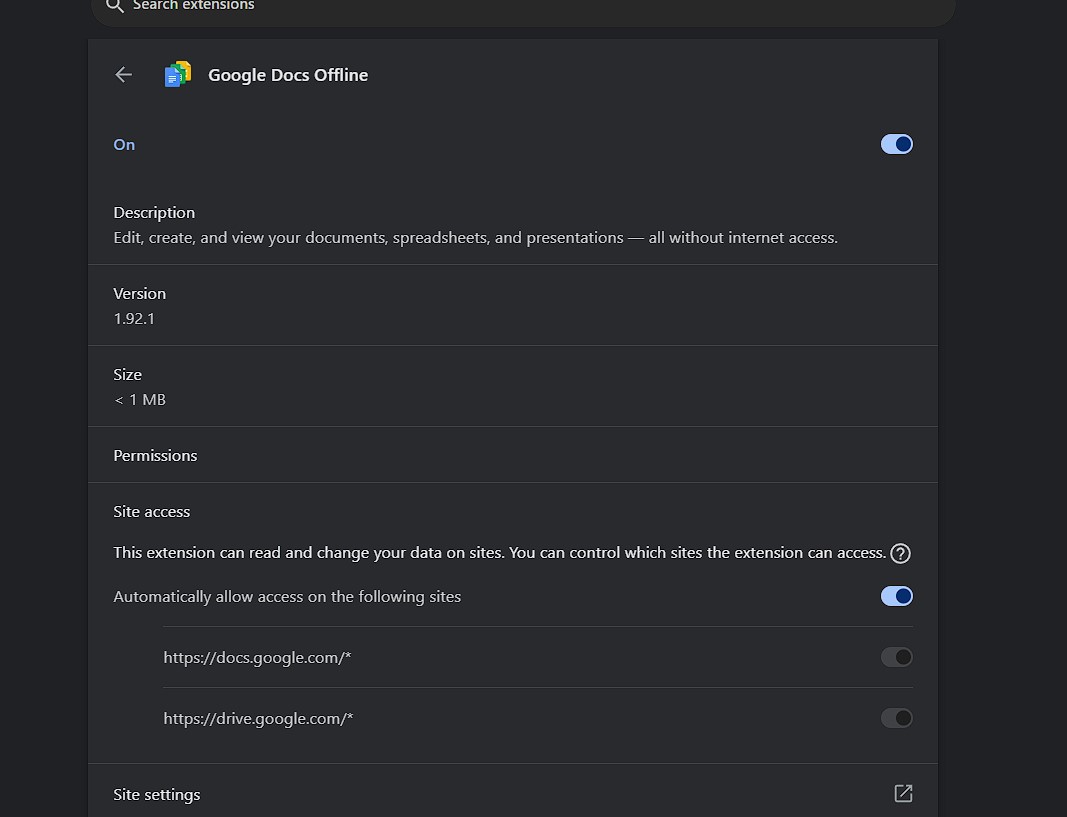 Search extensions
Google Docs Offline
On
Description
Edit, create, and view your documents, spreadsheets, and presentations — all without internet access.
Version
1.92.1
Size
< 1 MB
Permissions
Site access
This extension can read and change your data on sites. You can control which sites the extension can access.
Automatically allow access on the following sites
https://docs.google.com/*
https://drive.google.com/*
Site settings